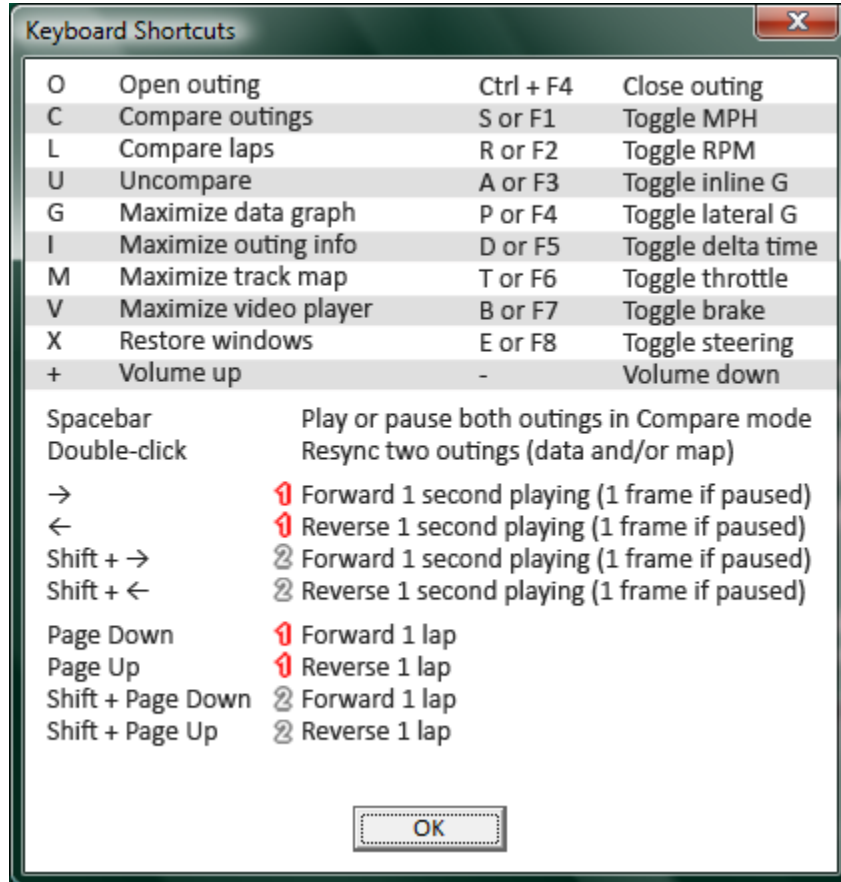 Keyboard Shortcuts
X
O Open outing Ctrl + F4 Close outing
C Compare outings S or F1 Toggle MPH
L Compare laps R or F2 Toggle RPM
U Uncompare A or F3 Toggle inline G
G Maximize data graph P or F4 Toggle lateral G
I Maximize outing info D or F5 Toggle delta time
M Maximize track map T or F6 Toggle throttle
V Maximize video player B or F7 Toggle brake
X Restore windows E or F8 Toggle steering
+ Volume up - Volume down
Spacebar Play or pause both outings in Compare mode
Double-click Resync two outings (data and/or map)
→ 1 Forward 1 second playing (1 frame if paused)
← 1 Reverse 1 second playing (1 frame if paused)
Shift + → 2 Forward 1 second playing (1 frame if paused)
Shift + ← 2 Reverse 1 second playing (1 frame if paused)
Page Down 1 Forward 1 lap
Page Up 1 Reverse 1 lap
Shift + Page Down 2 Forward 1 lap
Shift + Page Up 2 Reverse 1 lap
OK